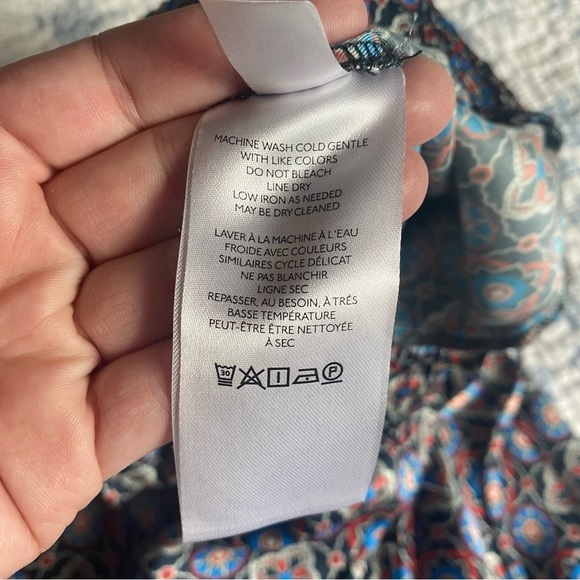 MACHINE WASH COLD GENTLE
WITH LIKE COLORS
DO NOT BLEACH
LINE DRY
LOW IRON AS NEEDED
MAY BE DRY CLEANED
LAVER À LA MACHINE À L'EAU
FROIDE AVEC COULEURS
SIMILAIRES CYCLE DÉLICAT
NE PAS BLANCHIR
LIGNE SEC
REPASSER, AU BESOIN, À TRÉS
BASSE TEMPÉRATURE
PEUT-ÊTRE ÊTRE NETTOYÉE
À SEC
30 P